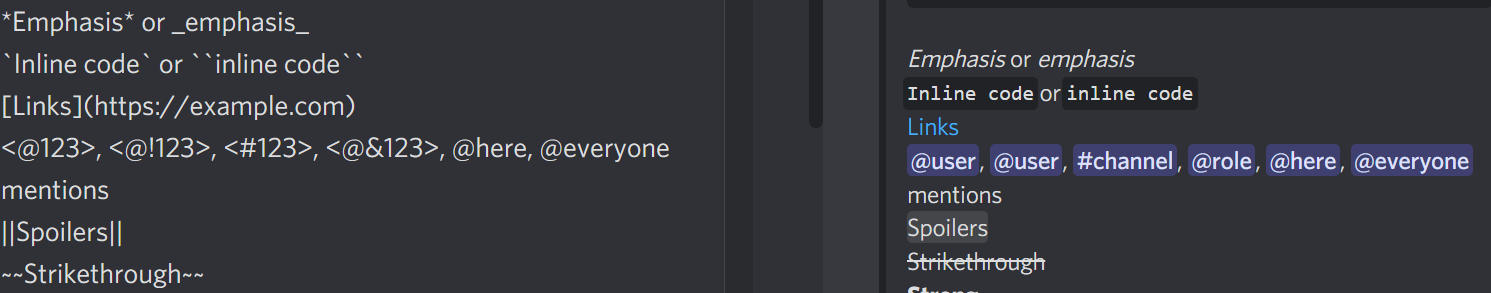 *Emphasis* or _emphasis_
`Inline code` or ``inline code``
[Links](https://example.com)
<@123>, <@!123>, <#123>, <@&123>, @here, @everyone
mentions
||Spoilers||
~~Strikethrough~~
Emphasis or emphasis
Inline code or inline code
Links
@user, @user, #channel, @role, @here, @everyone
mentions
Spoilers
Strikethrough